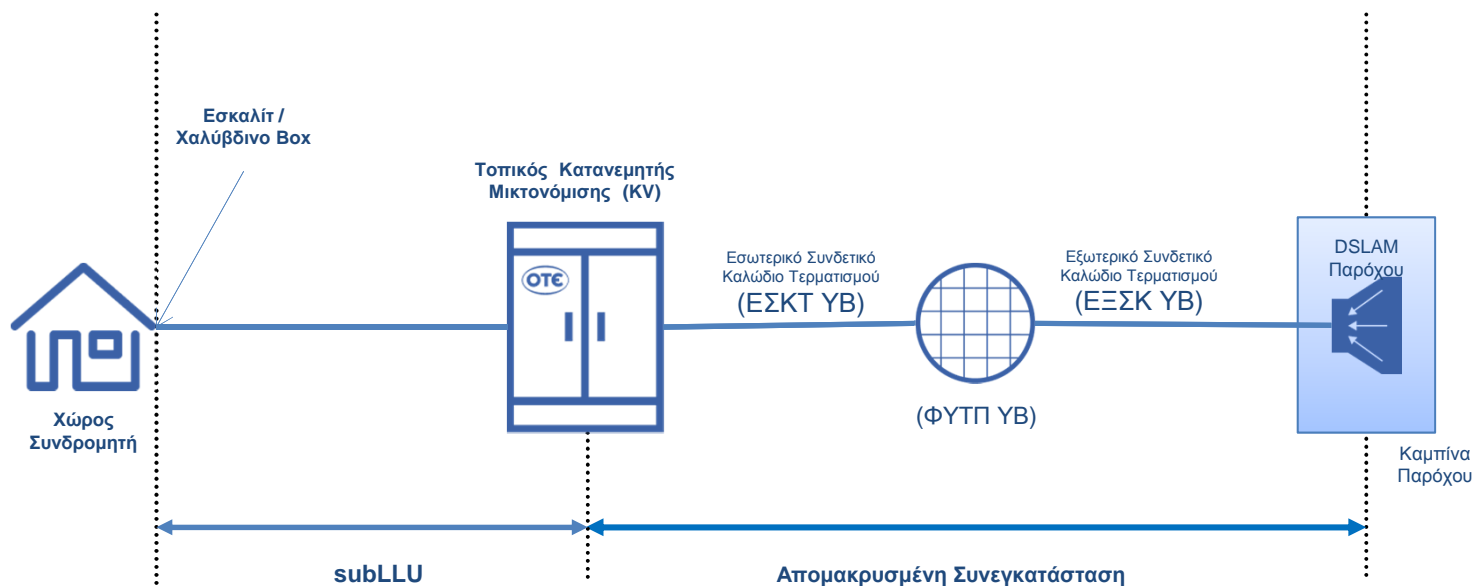 Εσκαλίτ /
Χαλύβδινο Box
Τοπικός Κατανεμητής
Μικτονόμισης (KV)
ΟΤΕ
Εσωτερικό Συνδετικό
Καλώδιο Τερματισμού
(ΕΣΚΤ ΥΒ)
Εξωτερικό Συνδετικό
Καλώδιο Τερματισμού
(ΕΞΣΚ ΥΒ)
DSLAM
Παρόχου
(ΦΥΤΠ ΥΒ)
Χώρος
Συνδρομητή
Καμπίνα
Παρόχου
subLLU
Απομακρυσμένη Συνεγκατάσταση